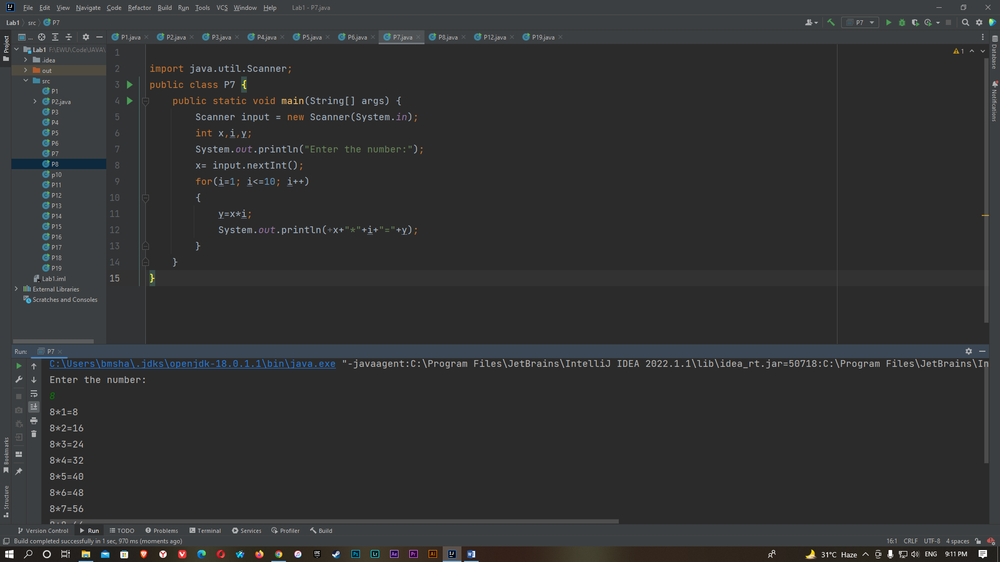 File Edit View Navigate Code Refactor Build Run Tools VCS Window Help Lab1 - P7.java
Lab1 src P7
P7
Project
...
P1.java P2.java P3.java P4.java P5.java P6.java P7.java P8.java P12.java P19.java
Lab1 F:\EWU\Code\JAVA\
.idea
out
src
P1
P2.java
P3
P4
P5
P6
P7
P8
p10
P11
P12
P13
P14
P15
P16
P17
P18
P19
Lab1.iml
External Libraries
Scratches and Consoles
1
2 import java.util.Scanner;
3 public class P7 {
4 public static void main(String[] args) {
5 Scanner input = new Scanner(System.in);
6 int x,i,y;
7 System.out.println("Enter the number:");
8 x= input.nextInt();
9 for(i=1; i<=10; i++)
10 {
11 y=x*i;
12 System.out.println(+x+"*"+i+"="+y);
13 }
14 }
15 }
1
Database
Notifications
Run: P7
C:\Users\bmsha\.jdks\openjdk-18.0.1.1\bin\java.exe "-javaagent:C:\Program Files\JetBrains\IntelliJ IDEA 2022.1.1\lib\idea_rt.jar=50718:C:\Program Files\JetBrains\In
Enter the number:
8
8*1=8
8*2=16
8*3=24
8*4=32
8*5=40
8*6=48
8*7=56
Bookmarks
Structure
Version Control Run TODO Problems Terminal Services Profiler Build
Build completed successfully in 1 sec, 970 ms (moments ago)
16:1 CRLF UTF-8 4 spaces
Ps Lr Ae Pr Ai IJ
31°C Haze ENG 9:11 PM